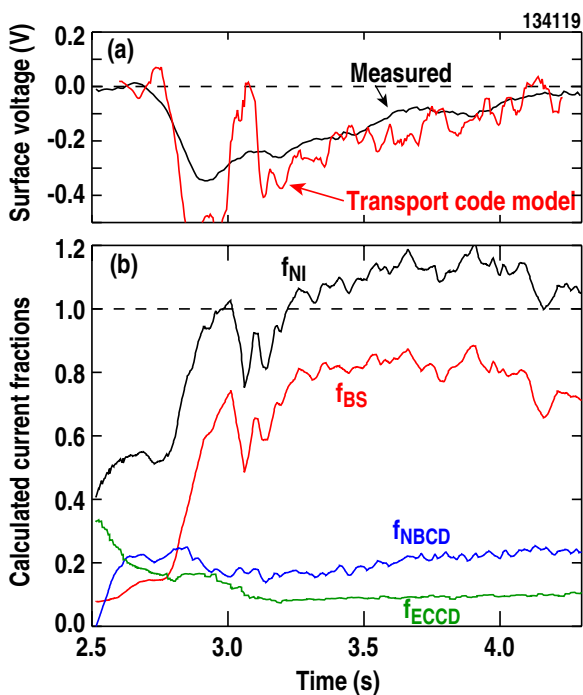 134119
Surface voltage (V)
0.2
0.0
-0.2
-0.4
(a)
Measured
Transport code model
Calculated current fractions
1.2
1.0
0.8
0.6
0.4
0.2
0.0
(b)
f_NI
f_BS
f_NBCD
f_ECCD
2.5 3.0 3.5 4.0
Time (s)